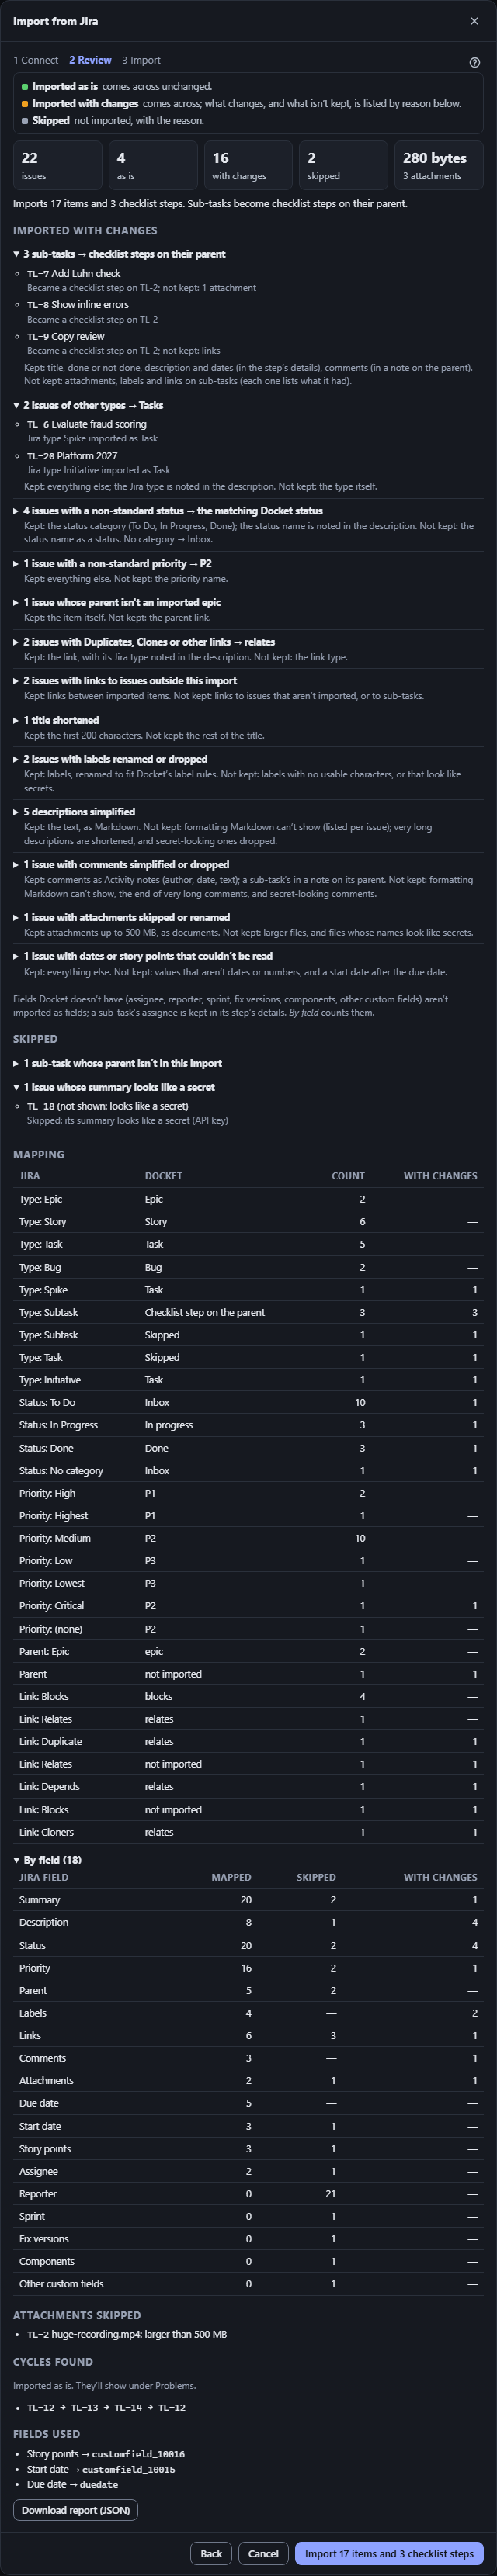 Import from Jira
1 Connect 2 Review 3 Import
Imported as is comes across unchanged.
Imported with changes comes across; what changes, and what isn't kept, is listed by reason below.
Skipped not imported, with the reason.
22 4 16 2 280 bytes
issues as is with changes skipped 3 attachments
Imports 17 items and 3 checklist steps. Sub-tasks become checklist steps on their parent.
IMPORTED WITH CHANGES
3 sub-tasks → checklist steps on their parent
TL-7 Add Luhn check
Became a checklist step on TL-2; not kept: 1 attachment
TL-8 Show inline errors
Became a checklist step on TL-2
TL-9 Copy review
Became a checklist step on TL-2; not kept: links
Kept: title, done or not done, description and dates (in the step's details), comments (in a note on the parent).
Not kept: attachments, labels and links on sub-tasks (each one lists what it had).
2 issues of other types → Tasks
TL-6 Evaluate fraud scoring
Jira type Spike imported as Task
TL-20 Platform 2027
Jira type Initiative imported as Task
Kept: everything else; the Jira type is noted in the description. Not kept: the type itself.
4 issues with a non-standard status → the matching Docket status
Kept: the status category (To Do, In Progress, Done); the status name is noted in the description. Not kept: the
status name as a status. No category → Inbox.
1 issue with a non-standard priority → P2
Kept: everything else. Not kept: the priority name.
1 issue whose parent isn't an imported epic
Kept: the item itself. Not kept: the parent link.
2 issues with Duplicates, Clones or other links → relates
Kept: the link, with its Jira type noted in the description. Not kept: the link type.
2 issues with links to issues outside this import
Kept: links between imported items. Not kept: links to issues that aren't imported, or to sub-tasks.
1 title shortened
Kept: the first 200 characters. Not kept: the rest of the title.
2 issues with labels renamed or dropped
Kept: labels, renamed to fit Docket's label rules. Not kept: labels with no usable characters, or that look like
secrets.
5 descriptions simplified
Kept: the text, as Markdown. Not kept: formatting Markdown can't show (listed per issue); very long
descriptions are shortened, and secret-looking ones dropped.
1 issue with comments simplified or dropped
Kept: comments as Activity notes (author, date, text); a sub-task's in a note on its parent. Not kept: formatting
Markdown can't show, the end of very long comments, and secret-looking comments.
1 issue with attachments skipped or renamed
Kept: attachments up to 500 MB, as documents. Not kept: larger files, and files whose names look like secrets.
1 issue with dates or story points that couldn't be read
Kept: everything else. Not kept: values that aren't dates or numbers, and a start date after the due date.
Fields Docket doesn't have (assignee, reporter, sprint, fix versions, components, other custom fields) aren't
imported as fields; a sub-task's assignee is kept in its step's details. By field counts them.
SKIPPED
1 sub-task whose parent isn't in this import
1 issue whose summary looks like a secret
TL-18 (not shown: looks like a secret)
Skipped: its summary looks like a secret (API key)
MAPPING
JIRA DOCKET COUNT WITH CHANGES
Type: Epic Epic 2 —
Type: Story Story 6 —
Type: Task Task 5 —
Type: Bug Bug 2 —
Type: Spike Task 1 1
Type: Subtask Checklist step on the parent 3 3
Type: Subtask Skipped 1 1
Type: Task Skipped 1 1
Type: Initiative Task 1 1
Status: To Do Inbox 10 1
Status: In Progress In progress 3 1
Status: Done Done 3 1
Status: No category Inbox 1 1
Priority: High P1 2 —
Priority: Highest P1 1 —
Priority: Medium P2 10 —
Priority: Low P3 1 —
Priority: Lowest P3 1 —
Priority: Critical P2 1 1
Priority: (none) P2 1 —
Parent: Epic epic 2 —
Parent not imported 1 1
Link: Blocks blocks 4 —
Link: Relates relates 1 —
Link: Duplicate relates 1 1
Link: Relates not imported 1 1
Link: Depends relates 1 1
Link: Blocks not imported 1 1
Link: Cloners relates 1 1
By field (18)
JIRA FIELD MAPPED SKIPPED WITH CHANGES
Summary 20 2 1
Description 8 1 4
Status 20 2 4
Priority 16 2 1
Parent 5 2 —
Labels 4 — 2
Links 6 3 1
Comments 3 — 1
Attachments 2 1 1
Due date 5 — —
Start date 3 1 —
Story points 3 1 —
Assignee 2 1 —
Reporter 0 21 —
Sprint 0 1 —
Fix versions 0 1 —
Components 0 1 —
Other custom fields 0 1 —
ATTACHMENTS SKIPPED
TL-2 huge-recording.mp4: larger than 500 MB
CYCLES FOUND
Imported as is. They'll show under Problems.
TL-12 → TL-13 → TL-14 → TL-12
FIELDS USED
Story points → customfield_10016
Start date → customfield_10015
Due date → duedate
Download report (JSON)
Back Cancel Import 17 items and 3 checklist steps